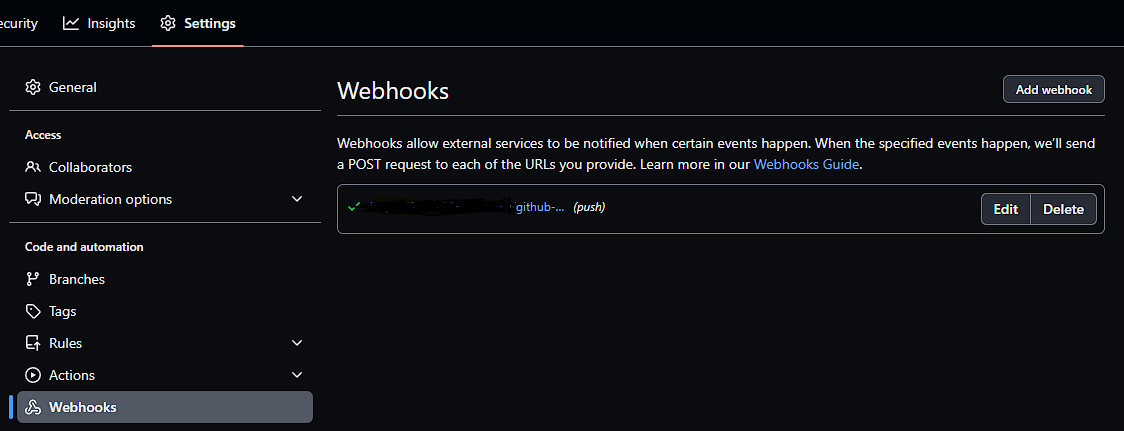 ecurity Insights Settings
General
Access
Collaborators
Moderation options
Code and automation
Branches
Tags
Rules
Actions
Webhooks
Webhooks
Add webhook
Webhooks allow external services to be notified when certain events happen. When the specified events happen, we'll send
a POST request to each of the URLs you provide. Learn more in our Webhooks Guide.
github-... (push)
Edit Delete